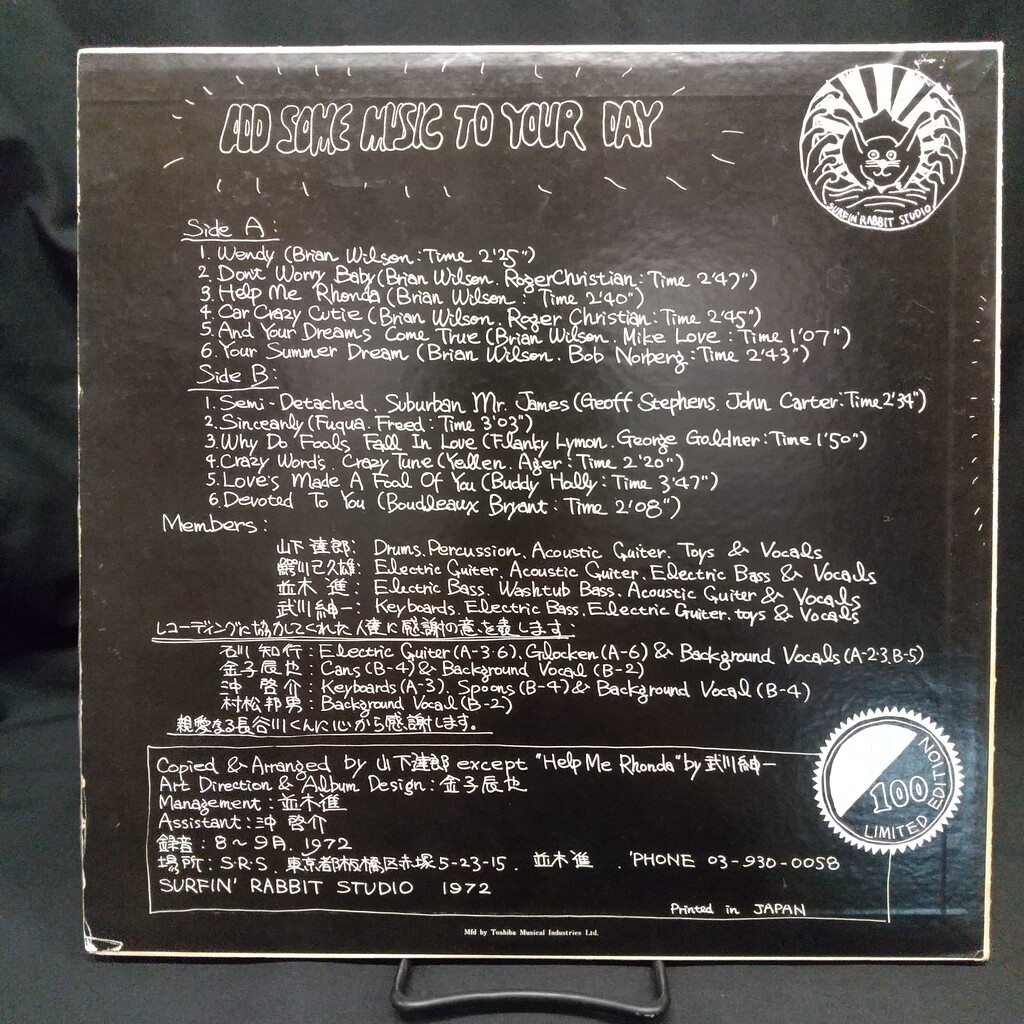 ADD SOME MUSIC TO YOUR DAY
SURFIN' RABBIT STUDIO
Side A:
1. Wendy (Brian Wilson: Time 2'25")
2. Dont' Worry Baby (Brian Wilson. Roger Christian: Time 2'47")
3. Help Me Rhonda (Brian Wilson: Time 2'40")
4. Car Crazy Cutie (Brian Wilson. Roger Christian: Time 2'45")
5. And Your Dreams Come True (Brian Wilson. Mike Love: Time 1'07")
6. Your Summer Dream (Brian Wilson. Bob Norberg: Time 2'43")
Side B:
1. Semi-Detached. Suburban Mr. James (Geoff Stephens. John Carter: Time 2'34")
2. Sincearly (Fuqua. Freed: Time 3'03")
3. Why Do Fools Fall In Love (Flanky Lymon. George Goldner: Time 1'50")
4. Crazy Words. Crazy Tune (Yellen. Ager: Time 2'20")
5. Love's Made A Fool Of You (Buddy Holly: Time 3'47")
6. Devoted To You (Boudleaux Bryant: Time 2'08")
Members:
山下達郎: Drums. Percussion. Acoustic Guiter. Toys & Vocals
鰐川己久雄: Electric Guiter. Acoustic Guiter. Electric Bass & Vocals
並木 進: Electric Bass. Washtub Bass. Acoustic Guiter & Vocals
武川伸一: Keyboards. Electric Bass. Electric Guiter. toys & Vocals
レコーディングに協力してくれた人達に感謝の意を表します:
石川 知行: Electric Guiter (A-3.6). Glocken (A-6) & Background Vocals (A-2.3.B-5)
金子辰也: Cans (B-4) & Background Vocal (B-2)
沖 啓介: Keyboards (A-3). Spoons (B-4) & Background Vocal (B-4)
村松邦男: Background Vocal (B-2)
親愛なる長谷川くんに心から感謝します。
Copied & Arranged by 山下達郎 except "Help Me Rhonda" by 武川伸一
Art Direction & Album Design: 金子辰也
Management: 並木進
Assistant: 沖 啓介
録音: 8~9月. 1972
場所: S.R.S. 東京都板橋区赤塚5-23-15. 並木進 .'PHONE 03-930-0058
SURFIN' RABBIT STUDIO 1972
100
LIMITED EDITION
Printed in JAPAN
Mfd by Toshiba Musical Industries Ltd.